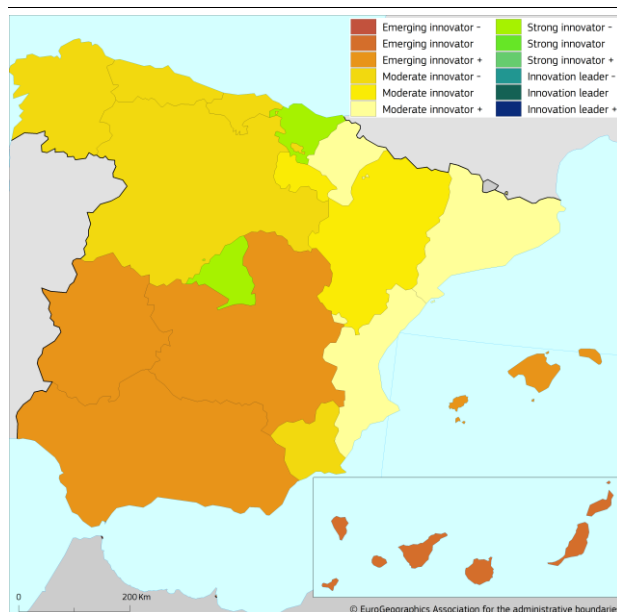 Emerging innovator –
Emerging innovator
Emerging innovator +
Moderate innovator –
Moderate innovator
Moderate innovator +
Strong innovator –
Strong innovator
Strong innovator +
Innovation leader –
Innovation leader
Innovation leader +
0
200 Km
© EuroGeographics Association for the administrative boundaries